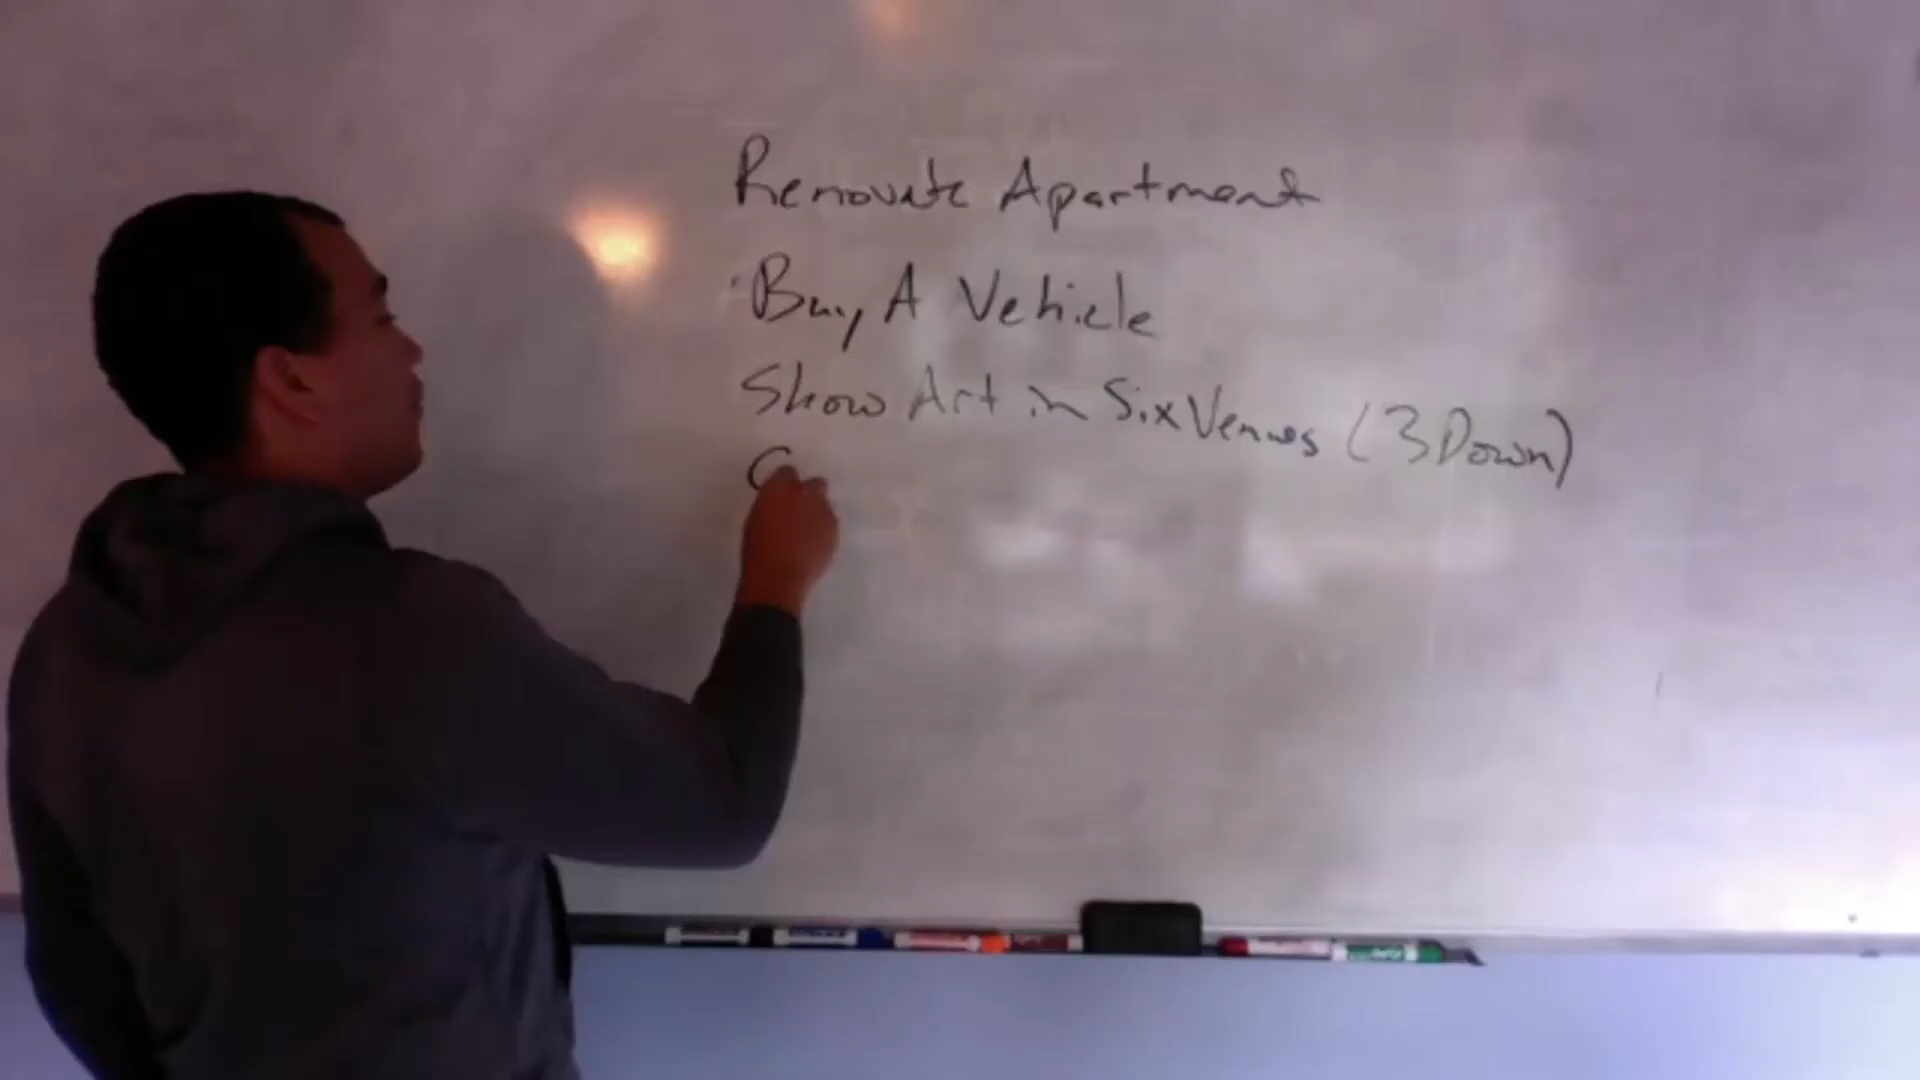 Renovate Apartment
Buy A Vehicle
Show Art in Six Venues (3 Down)
C